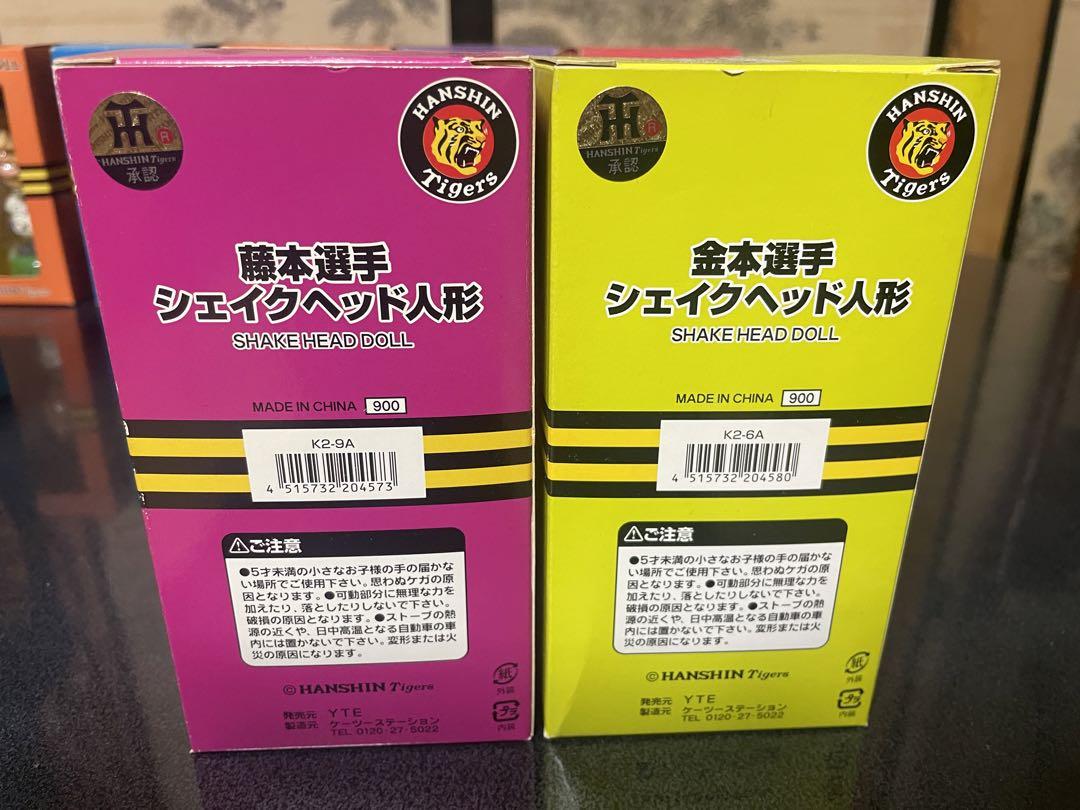 HANSHIN Tigers
承認
HANSHIN
Tigers
藤本選手
シェイクヘッド人形
SHAKE HEAD DOLL
MADE IN CHINA 900
K2-9A
4 515732 204573
⚠ご注意
●5才未満の小さなお子様の手の届かな
い場所でご使用下さい。思わぬケガの原
因となります。●可動部分に無理な力を
加えたり、落としたりしないで下さい。
破損の原因となります。●ストーブの熱
源の近くや、日中高温となる自動車の車
内には置かないで下さい。変形または火
災の原因になります。
©HANSHIN Tigers
紙
外装
プラ
内装
発売元 YTE
製造元 ケーツーステーション
TEL 0120-27-5022
HANSHIN Tigers
承認
HANSHIN
Tigers
金本選手
シェイクヘッド人形
SHAKE HEAD DOLL
MADE IN CHINA 900
K2-6A
4 515732 204580
⚠ご注意
●5才未満の小さなお子様の手の届かな
い場所でご使用下さい。思わぬケガの原
因となります。●可動部分に無理な力を
加えたり、落としたりしないで下さい。
破損の原因となります。●ストーブの熱
源の近くや、日中高温となる自動車の車
内には置かないで下さい。変形または火
災の原因になります。
©HANSHIN Tigers
紙
外装
プラ
内装
発売元 YTE
製造元 ケーツーステーション
TEL 0120-27-5022